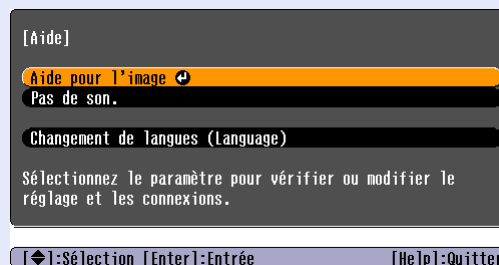 [Aide]
Aide pour l'image
Pas de son.
Changement de langues (Language)
Sélectionnez le paramètre pour vérifier ou modifier le
réglage et les connexions.
[◆]:Sélection [Enter]:Entrée [Help]:Quitter